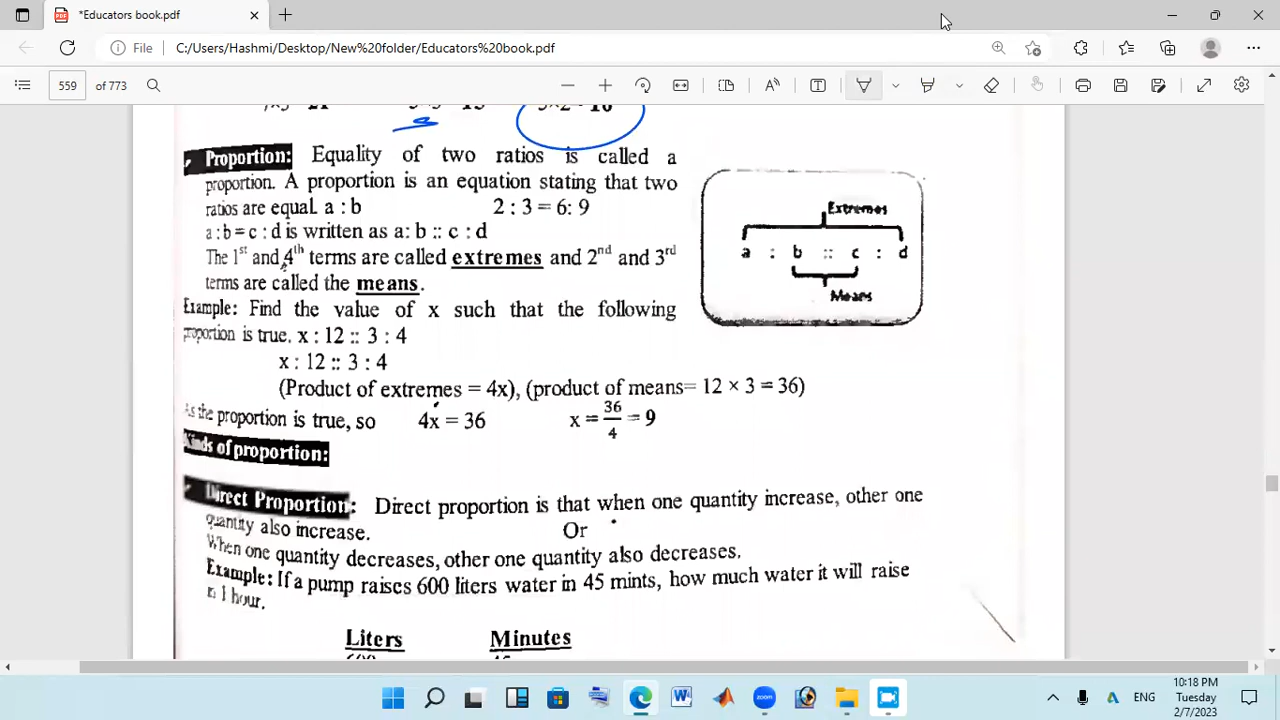 *Educators book.pdf
File
C:/Users/Hashmi/Desktop/New%20folder/Educators%20book.pdf
559 of 773
Proportion: Equality of two ratios is called a
proportion. A proportion is an equation stating that two
ratios are equal. a : b 2 : 3 = 6: 9
a : b = c : d is written as a: b :: c : d
The 1st and 4th terms are called extremes and 2nd and 3rd
terms are called the means.
Extremes
a : b :: c : d
Means
Example: Find the value of x such that the following
proportion is true. x : 12 :: 3 : 4
x : 12 :: 3 : 4
(Product of extremes = 4x), (product of means= 12 × 3 = 36)
As the proportion is true, so 4x = 36 x = 36/4 = 9
Kinds of proportion:
Direct Proportion: Direct proportion is that when one quantity increase, other one
quantity also increase.
Or
When one quantity decreases, other one quantity also decreases.
Example: If a pump raises 600 liters water in 45 mints, how much water it will raise
n 1 hour.
Liters Minutes
ENG
10:18 PM
Tuesday
2/7/2023